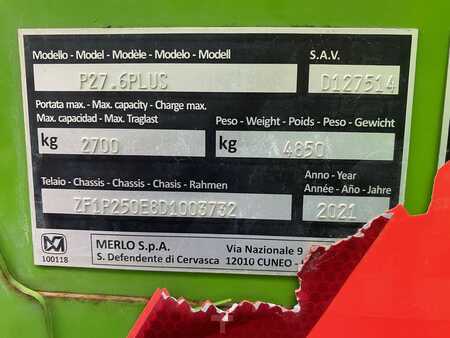 Modello - Model - Modèle - Modelo - Modell
S.A.V.
P27.6PLUS
D127514
Portata max. - Max. capacity - Charge max.
Max. capacidad - Max. Traglast
Peso - Weight - Poids - Peso - Gewicht
kg 2700
kg 4850
Telaio - Chassis - Chassis - Chasis - Rahmen
Anno - Year
Année - Año - Jahre
ZF1P250E8D1003732
2021
100118
MERLO S.p.A.
Via Nazionale 9
S. Defendente di Cervasca
12010 CUNEO -